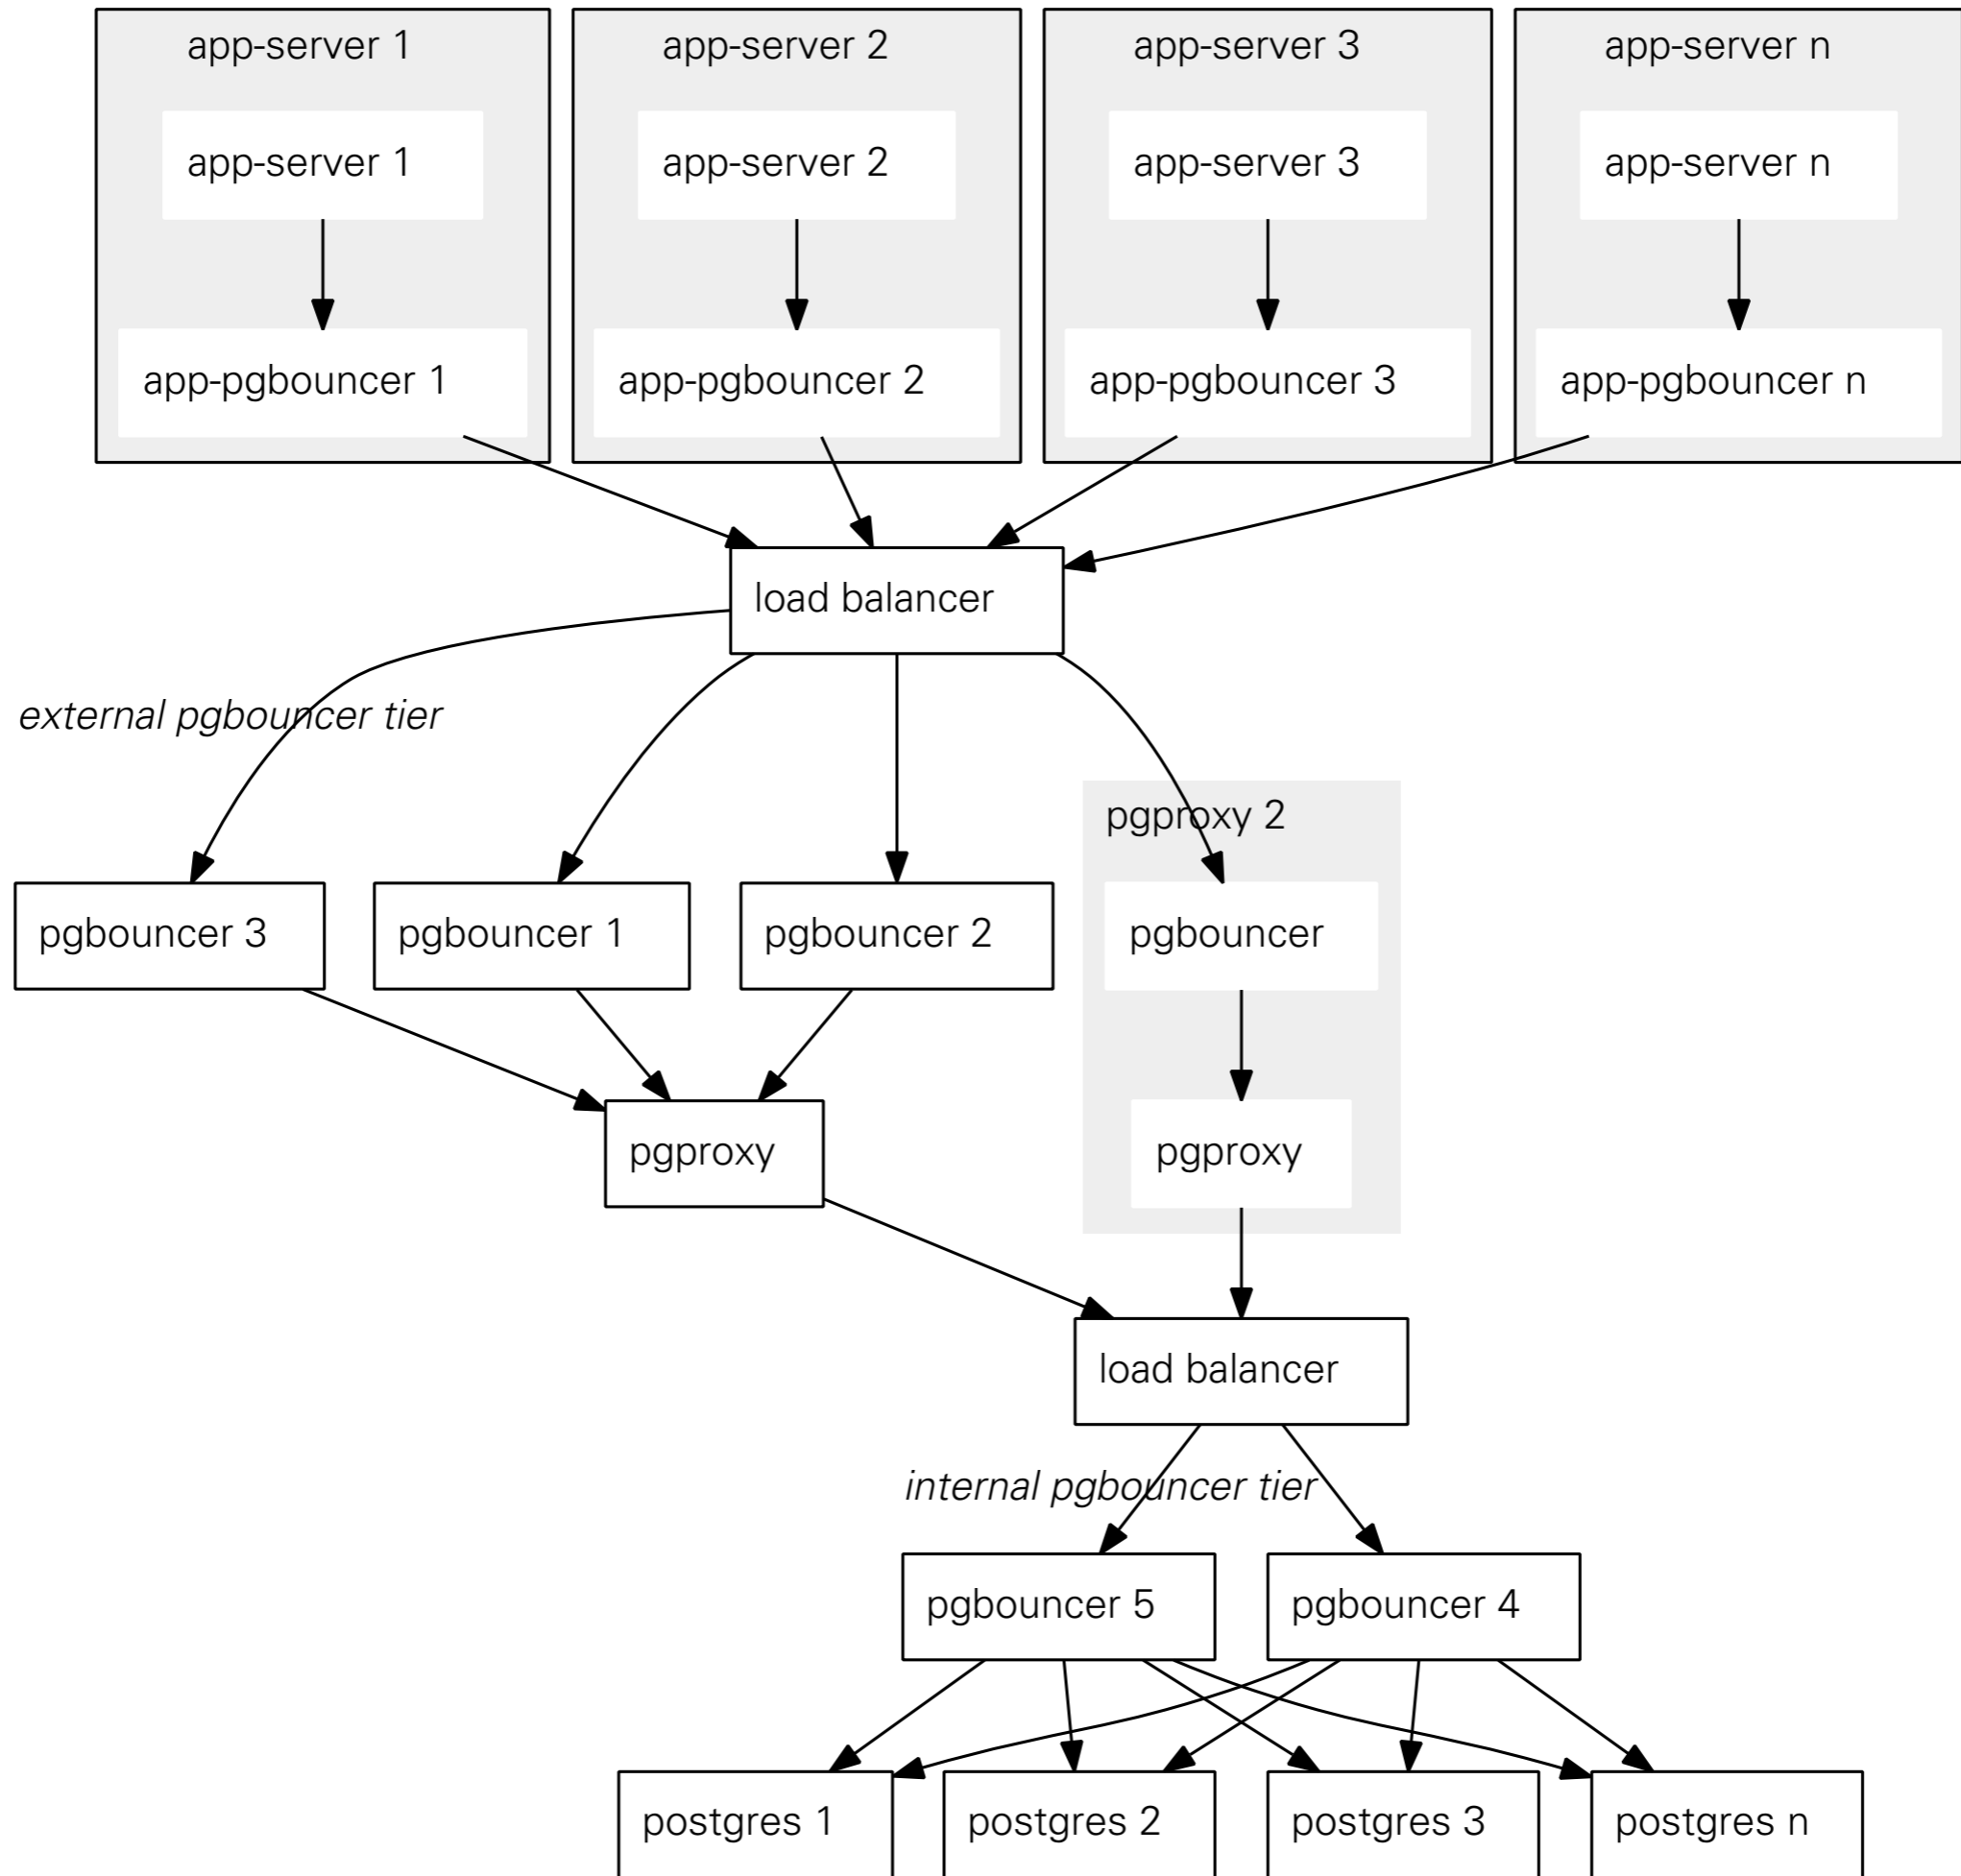 app-server 1
app-server 2
app-server 3
app-server n
app-server 1
app-server 2
app-server 3
app-server n
app-pgbouncer 1
app-pgbouncer 2
app-pgbouncer 3
app-pgbouncer n
load balancer
external pgbouncer tier
pgproxy 2
pgbouncer 3
pgbouncer 1
pgbouncer 2
pgbouncer
pgproxy
pgproxy
load balancer
internal pgbouncer tier
pgbouncer 5
pgbouncer 4
postgres 1
postgres 2
postgres 3
postgres n